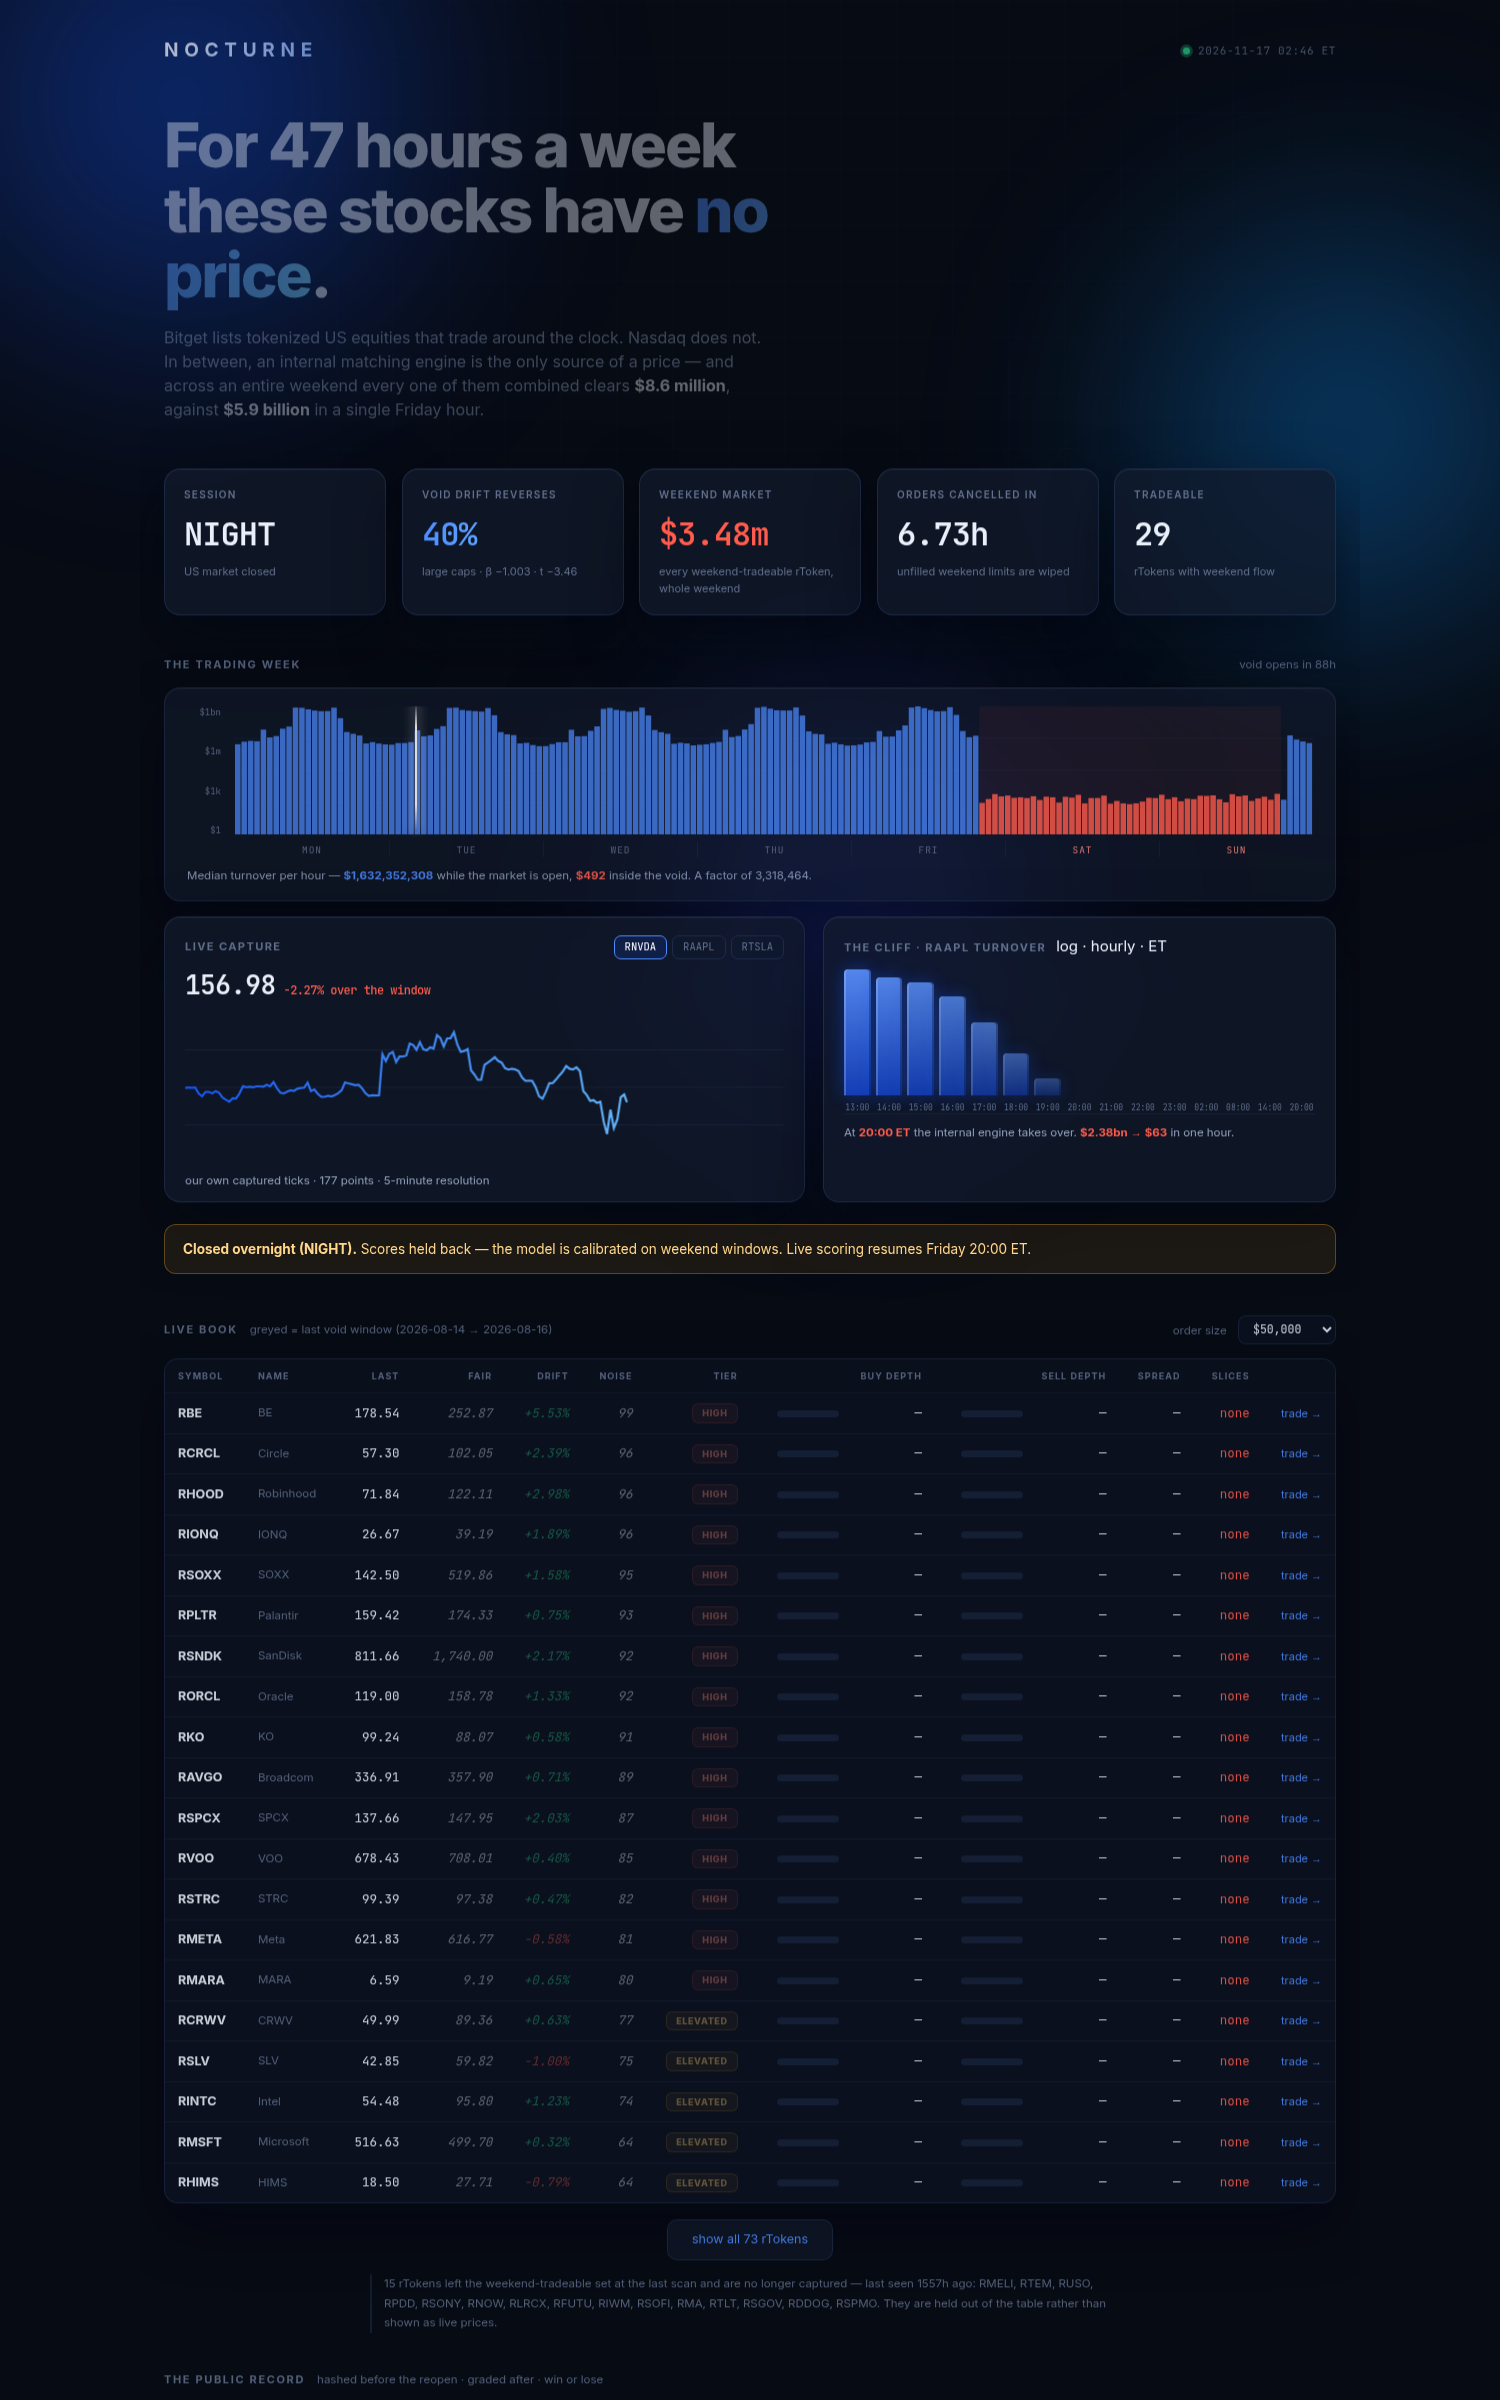 NOCTURNE
2026-11-17 02:46 ET
For 47 hours a week
these stocks have no
price.
Bitget lists tokenized US equities that trade around the clock. Nasdaq does not.
In between, an internal matching engine is the only source of a price — and
across an entire weekend every one of them combined clears $8.6 million,
against $5.9 billion in a single Friday hour.
SESSION
NIGHT
US market closed
VOID DRIFT REVERSES
40%
large caps · β −1.003 · t −3.46
WEEKEND MARKET
$3.48m
every weekend-tradeable rToken,
whole weekend
ORDERS CANCELLED IN
6.73h
unfilled weekend limits are wiped
TRADEABLE
29
rTokens with weekend flow
THE TRADING WEEK
void opens in 88h
$1bn
$1m
$1k
$1
MON TUE WED THU FRI SAT SUN
Median turnover per hour — $1,632,352,308 while the market is open, $492 inside the void. A factor of 3,318,464.
LIVE CAPTURE
RNVDA RAAPL RTSLA
156.98 -2.27% over the window
our own captured ticks · 177 points · 5-minute resolution
THE CLIFF · RAAPL TURNOVER log · hourly · ET
13:00 14:00 15:00 16:00 17:00 18:00 19:00 20:00 21:00 22:00 23:00 02:00 08:00 14:00 20:00
At 20:00 ET the internal engine takes over. $2.38bn → $63 in one hour.
Closed overnight (NIGHT). Scores held back — the model is calibrated on weekend windows. Live scoring resumes Friday 20:00 ET.
LIVE BOOK greyed = last void window (2026-08-14 → 2026-08-16)
order size $50,000
SYMBOL NAME LAST FAIR DRIFT NOISE TIER BUY DEPTH SELL DEPTH SPREAD SLICES
RBE BE 178.54 252.87 +5.53% 99 HIGH — — — none trade →
RCRCL Circle 57.30 102.05 +2.39% 96 HIGH — — — none trade →
RHOOD Robinhood 71.84 122.11 +2.98% 96 HIGH — — — none trade →
RIONQ IONQ 26.67 39.19 +1.89% 96 HIGH — — — none trade →
RSOXX SOXX 142.50 519.86 +1.58% 95 HIGH — — — none trade →
RPLTR Palantir 159.42 174.33 +0.75% 93 HIGH — — — none trade →
RSNDK SanDisk 811.66 1,740.00 +2.17% 92 HIGH — — — none trade →
RORCL Oracle 119.00 158.78 +1.33% 92 HIGH — — — none trade →
RKO KO 99.24 88.07 +0.58% 91 HIGH — — — none trade →
RAVGO Broadcom 336.91 357.90 +0.71% 89 HIGH — — — none trade →
RSPCX SPCX 137.66 147.95 +2.03% 87 HIGH — — — none trade →
RVOO VOO 678.43 708.01 +0.40% 85 HIGH — — — none trade →
RSTRC STRC 99.39 97.38 +0.47% 82 HIGH — — — none trade →
RMETA Meta 621.83 616.77 -0.58% 81 HIGH — — — none trade →
RMARA MARA 6.59 9.19 +0.65% 80 HIGH — — — none trade →
RCRWV CRWV 49.99 89.36 +0.63% 77 ELEVATED — — — none trade →
RSLV SLV 42.85 59.82 -1.00% 75 ELEVATED — — — none trade →
RINTC Intel 54.48 95.80 +1.23% 74 ELEVATED — — — none trade →
RMSFT Microsoft 516.63 499.70 +0.32% 64 ELEVATED — — — none trade →
RHIMS HIMS 18.50 27.71 -0.79% 64 ELEVATED — — — none trade →
show all 73 rTokens
15 rTokens left the weekend-tradeable set at the last scan and are no longer captured — last seen 1557h ago: RMELI, RTEM, RUSO,
RPDD, RSONY, RNOW, RLRCX, RFUTU, RIWM, RSOFI, RMA, RTLT, RSGOV, RDDOG, RSPMO. They are held out of the table rather than
shown as live prices.
THE PUBLIC RECORD hashed before the reopen · graded after · win or lose